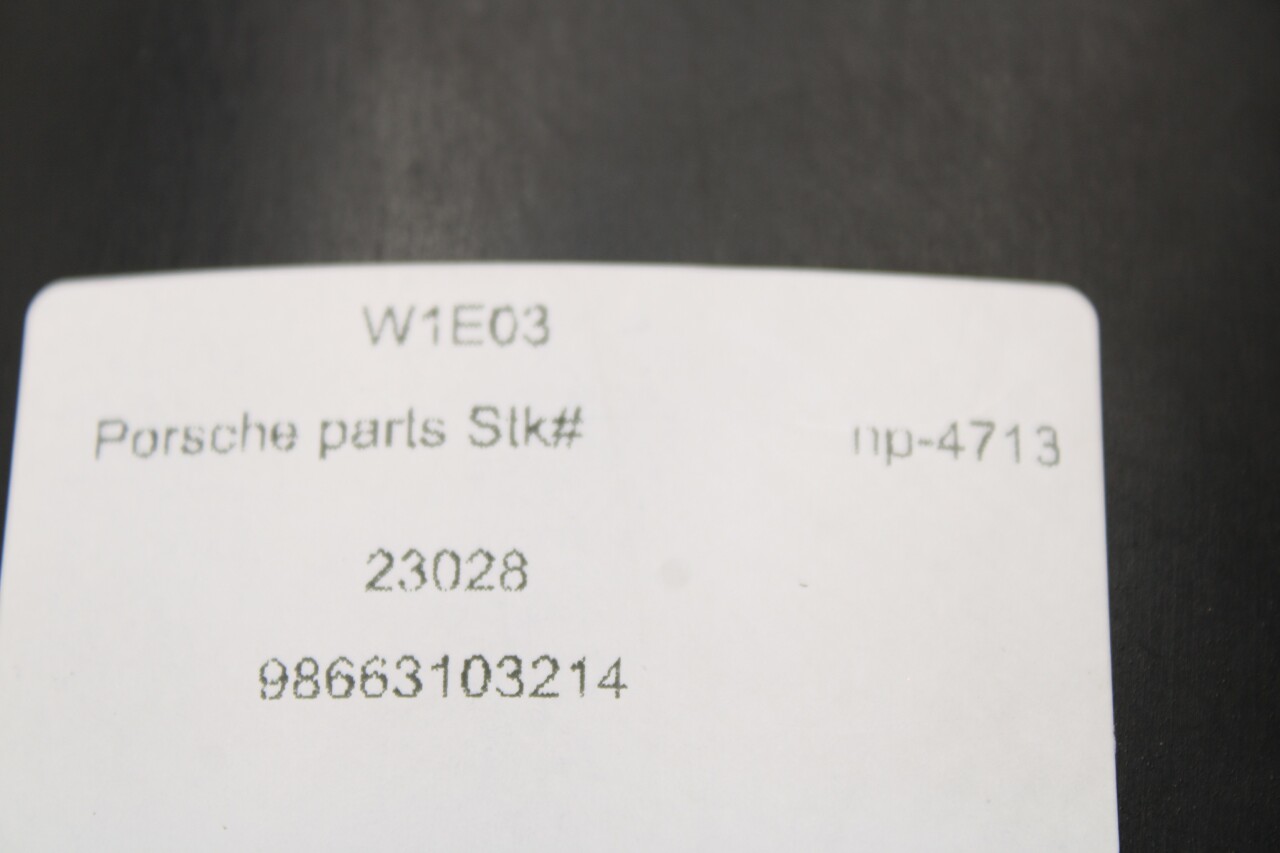 W1E03
Porsche parts Stk# np-4713
23028
98663103214